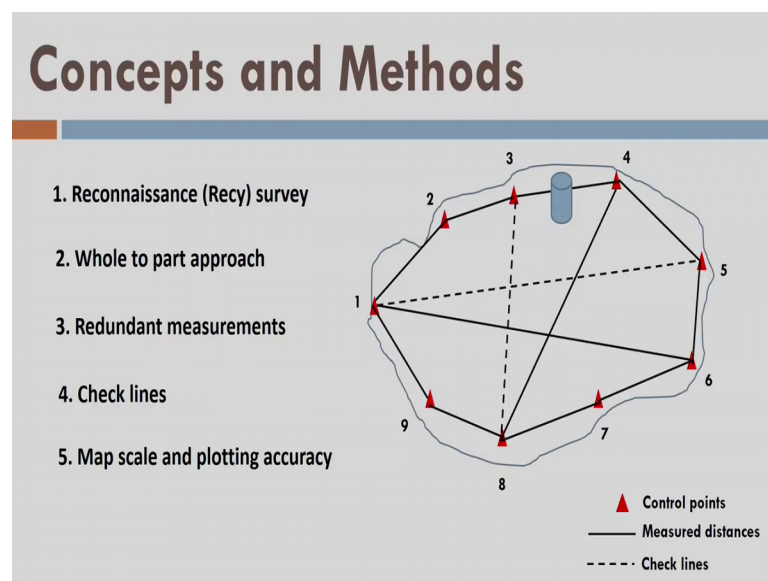 Concepts and Methods
1. Reconnaissance (Recy) survey
2. Whole to part approach
3. Redundant measurements
4. Check lines
5. Map scale and plotting accuracy
3
4
2
5
1
6
9
7
8
Control points
Measured distances
Check lines